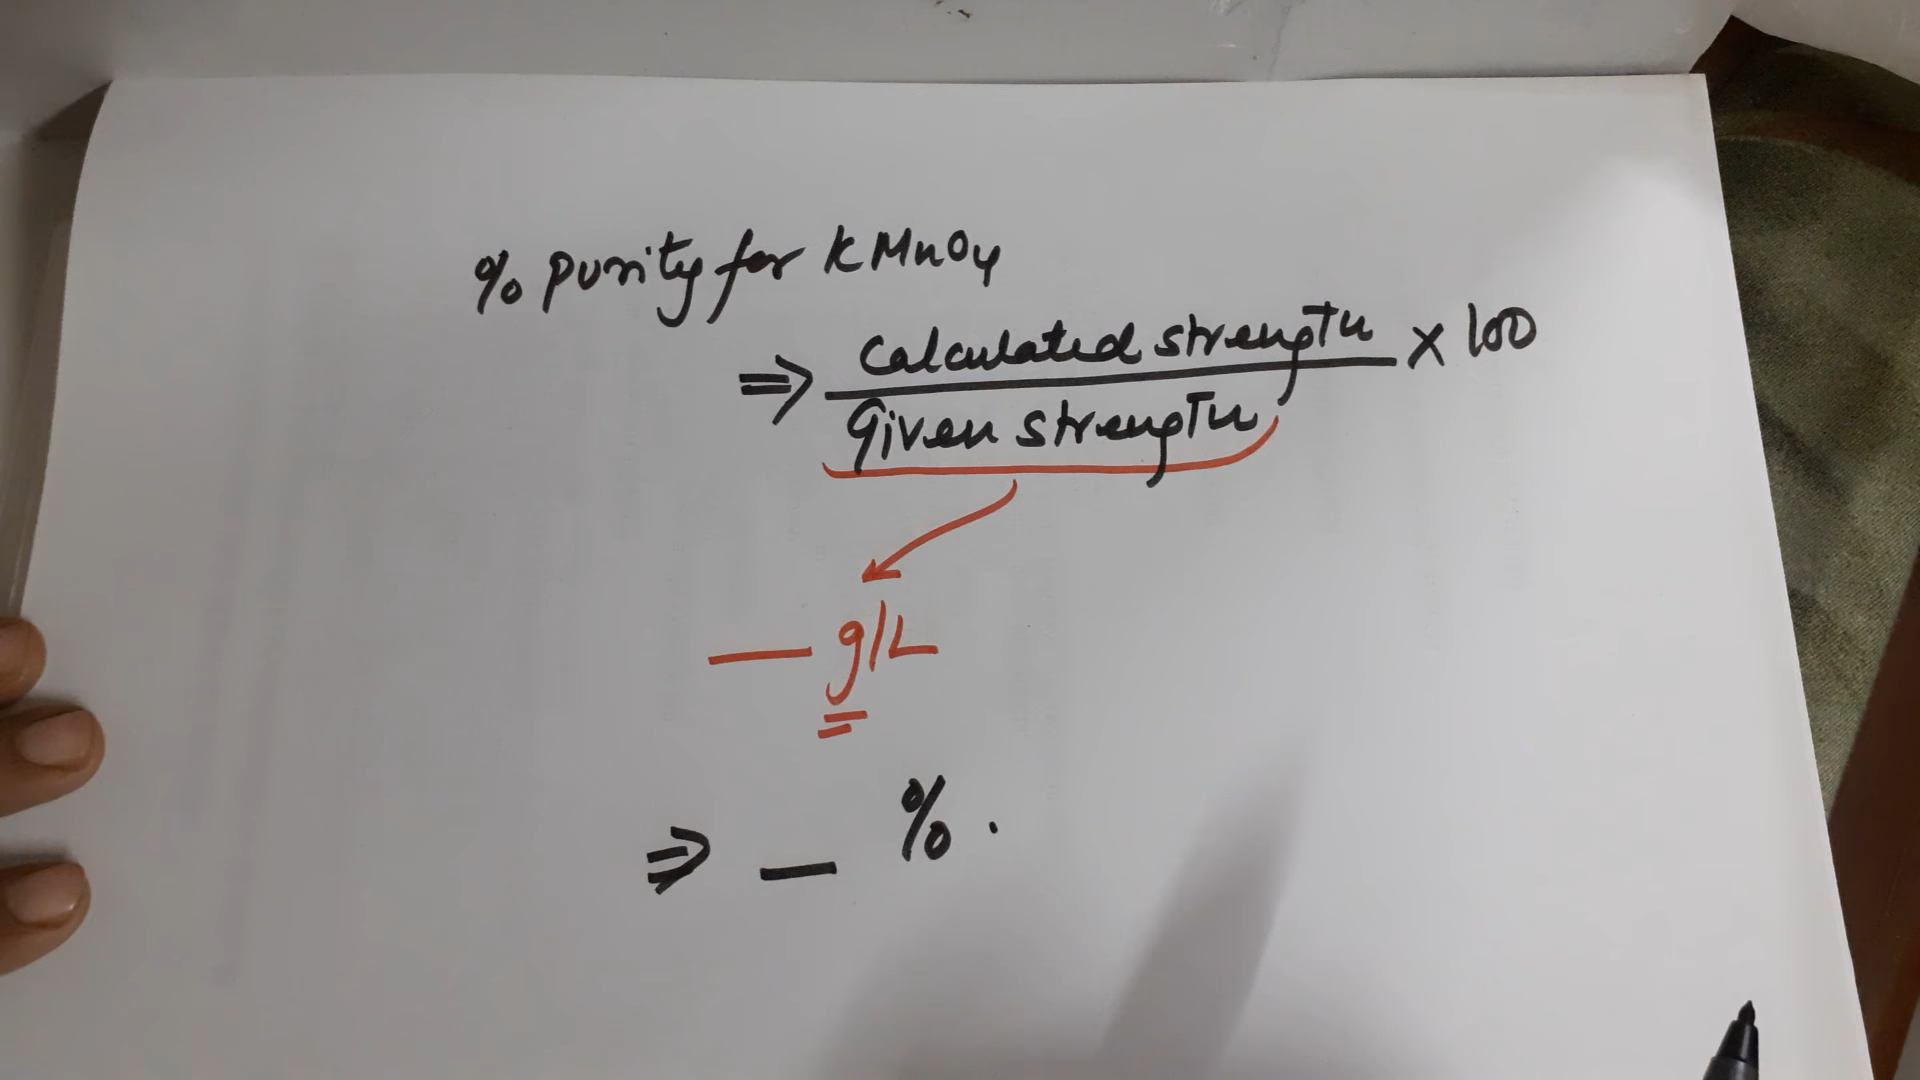 % purity for KMnO4
⇒ Calculated strength × 100
Given strength
— g/L
⇒ — % .